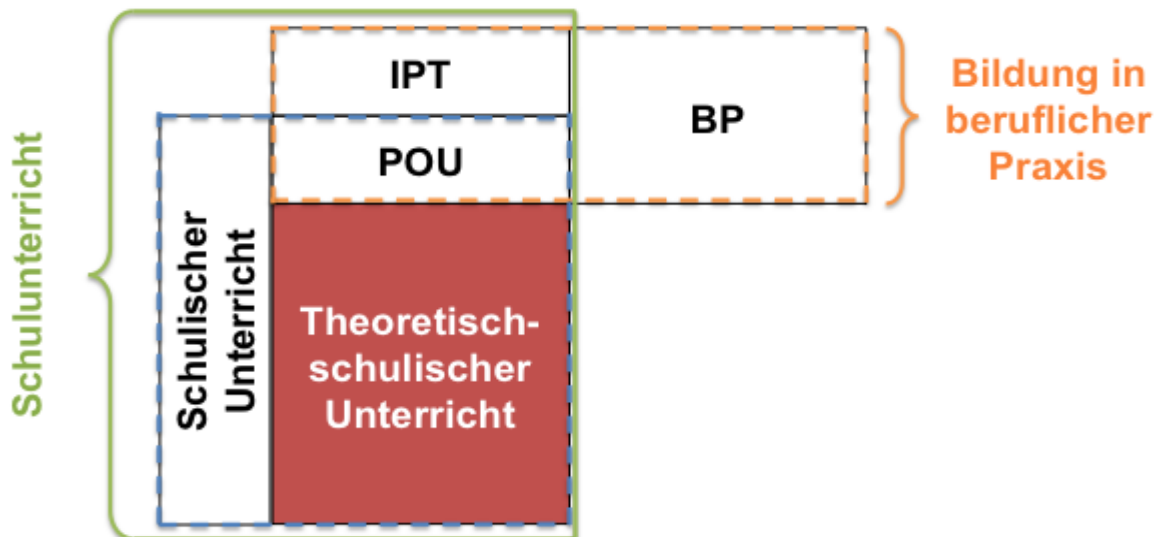 Schulunterricht
Schulischer
Unterricht
IPT
POU
Theoretisch-
schulischer
Unterricht
BP
Bildung in
beruflicher
Praxis